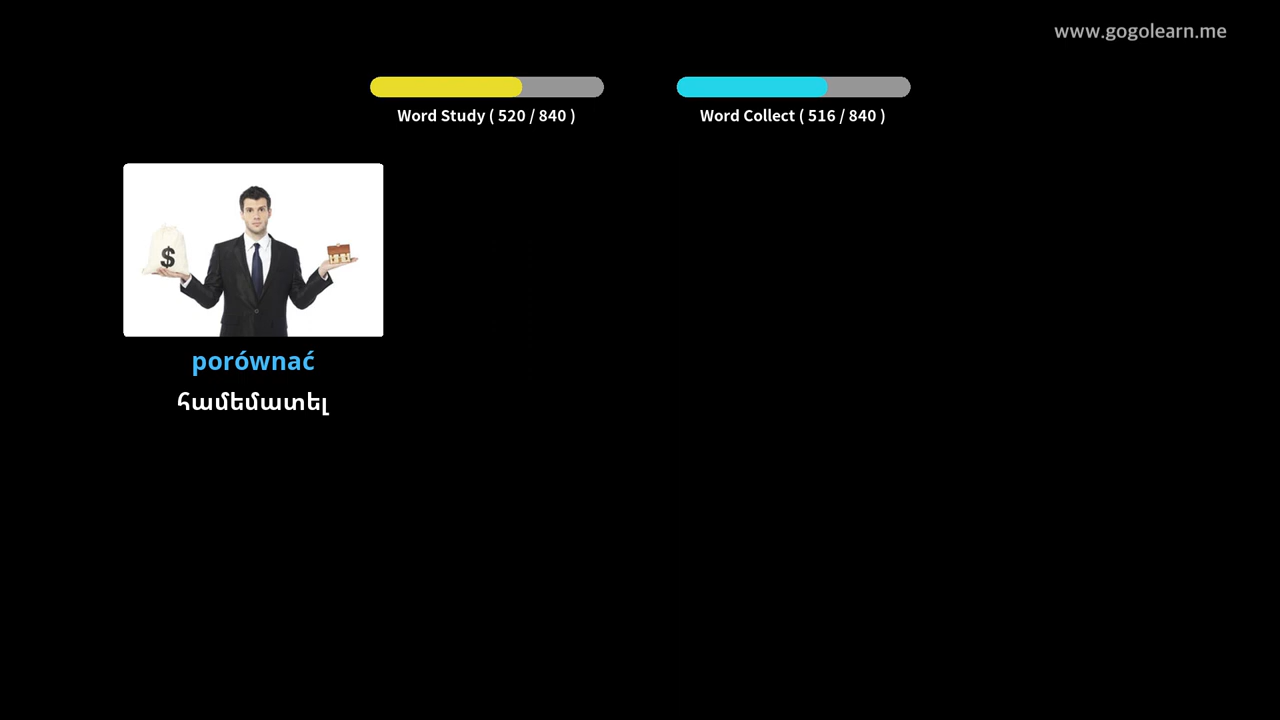 www.gogolearn.me
Word Study ( 520 / 840 )
Word Collect ( 516 / 840 )
$
porównać
համեմատել